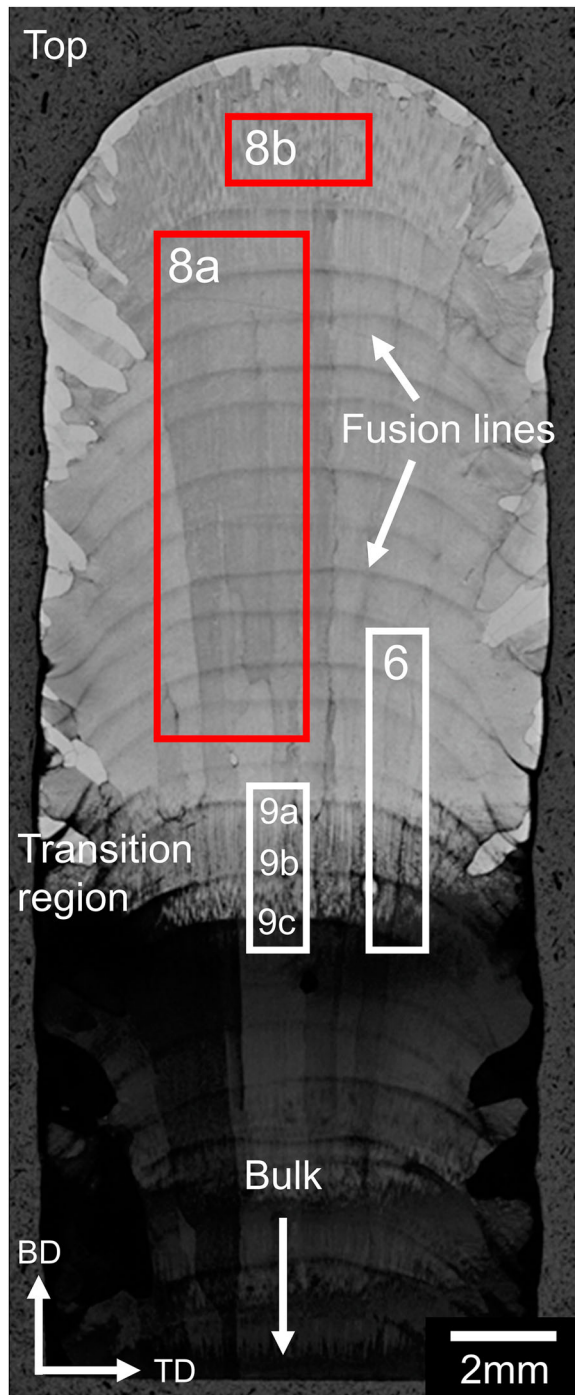 Top
8b
8a
Fusion lines
6
9a
Transition
region
9b
9c
Bulk
BD
TD
2mm